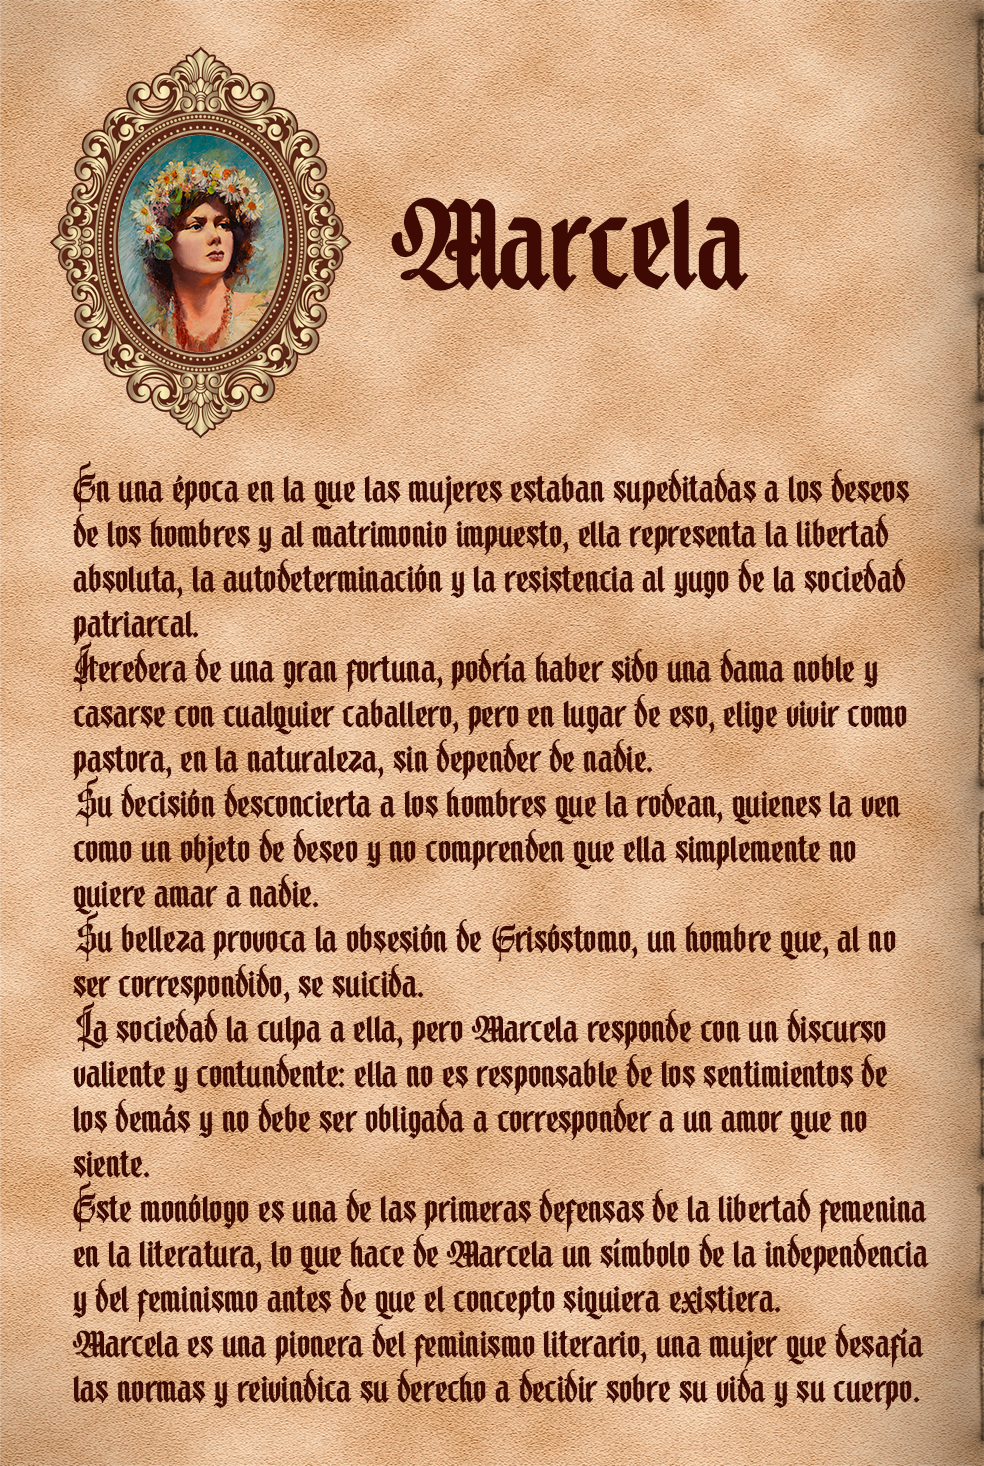 Marcela
En una época en la que las mujeres estaban supeditadas a los deseos
de los hombres y al matrimonio impuesto, ella representa la libertad
absoluta, la autodeterminación y la resistencia al yugo de la sociedad
patriarcal.
Heredera de una gran fortuna, podría haber sido una dama noble y
casarse con cualquier caballero, pero en lugar de eso, elige vivir como
pastora, en la naturaleza, sin depender de nadie.
Su decisión desconcierta a los hombres que la rodean, quienes la ven
como un objeto de deseo y no comprenden que ella simplemente no
quiere amar a nadie.
Su belleza provoca la obsesión de Grisóstomo, un hombre que, al no
ser correspondido, se suicida.
La sociedad la culpa a ella, pero Marcela responde con un discurso
valiente y contundente: ella no es responsable de los sentimientos de
los demás y no debe ser obligada a corresponder a un amor que no
siente.
Este monólogo es una de las primeras defensas de la libertad femenina
en la literatura, lo que hace de Marcela un símbolo de la independencia
y del feminismo antes de que el concepto siquiera existiera.
Marcela es una pionera del feminismo literario, una mujer que desafía
las normas y reivindica su derecho a decidir sobre su vida y su cuerpo.